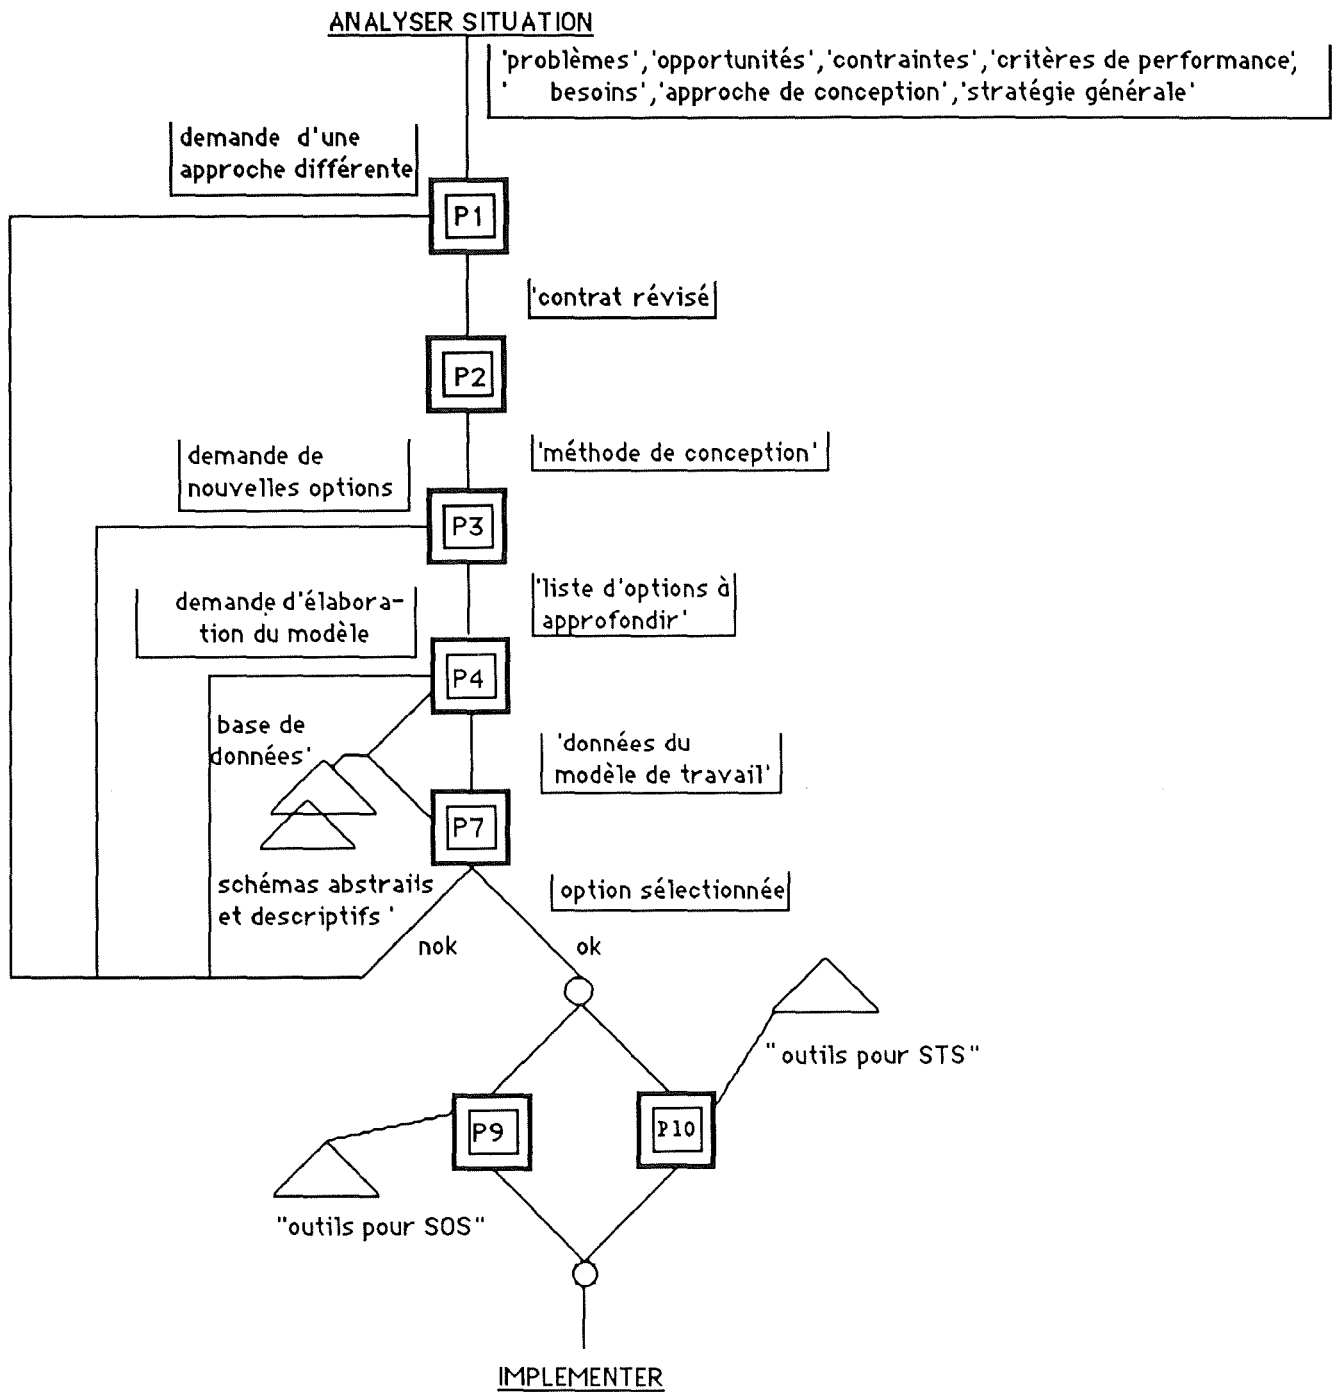 ANALYSER SITUATION
'problèmes','opportunités','contraintes','critères de performance',
' besoins','approche de conception','stratégie générale'
demande d'une
approche différente
P1
'contrat révisé
P2
'méthode de conception'
demande de
nouvelles options
P3
'liste d'options à
approfondir'
demande d'élabora-
tion du modèle
P4
base de
données'
'données du
modèle de travail'
P7
schémas abstraits
et descriptifs '
option sélectionnée
nok
ok
"outils pour STS"
P9
P10
"outils pour SOS"
IMPLEMENTER